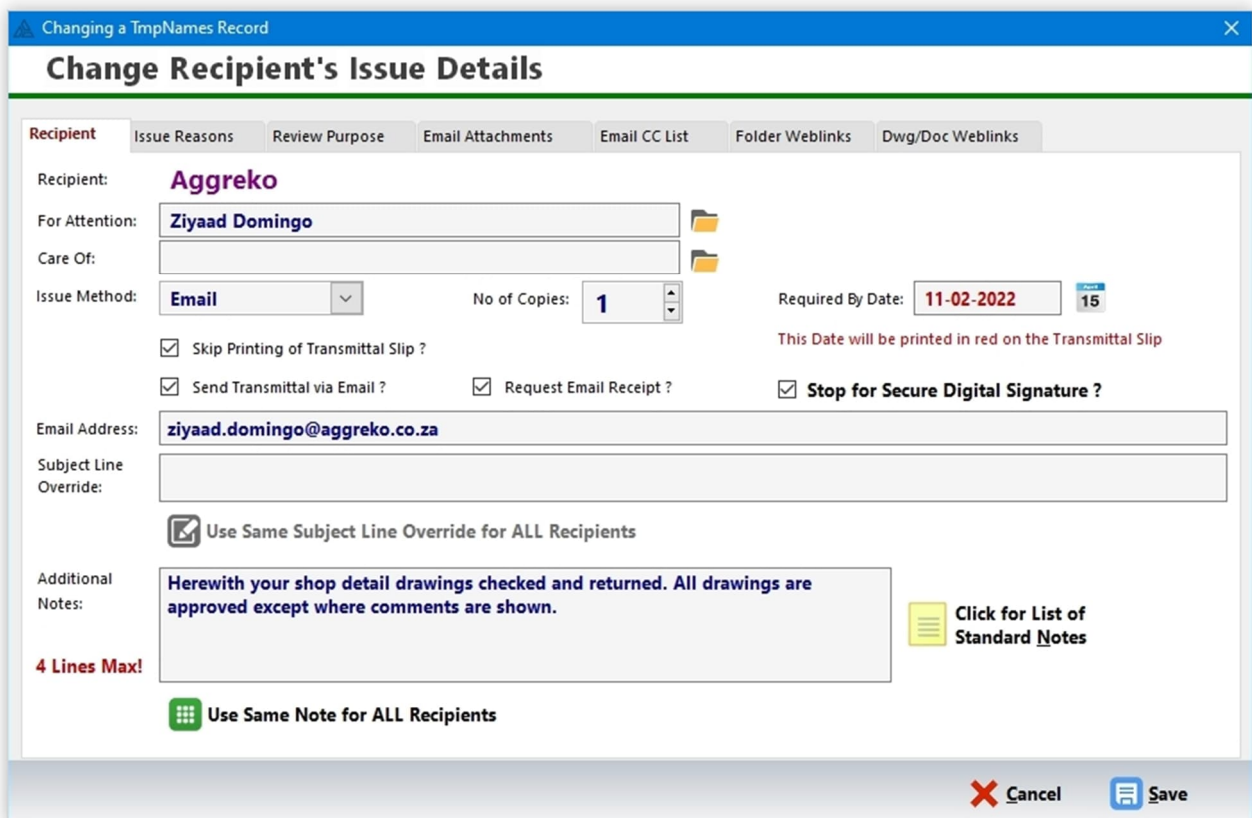 Changing a TmpNames Record
Change Recipient's Issue Details
Recipient Issue Reasons Review Purpose Email Attachments Email CC List Folder Weblinks Dwg/Doc Weblinks
Recipient: Aggreko
For Attention: Ziyaad Domingo
Care Of:
Issue Method: Email No of Copies: 1 Required By Date: 11-02-2022 April 15
This Date will be printed in red on the Transmittal Slip
Skip Printing of Transmittal Slip ?
Send Transmittal via Email ? Request Email Receipt ? Stop for Secure Digital Signature ?
Email Address: ziyaad.domingo@aggreko.co.za
Subject Line
Override:
Use Same Subject Line Override for ALL Recipients
Additional
Notes:
Herewith your shop detail drawings checked and returned. All drawings are
approved except where comments are shown.
Click for List of
Standard Notes
4 Lines Max!
Use Same Note for ALL Recipients
Cancel Save